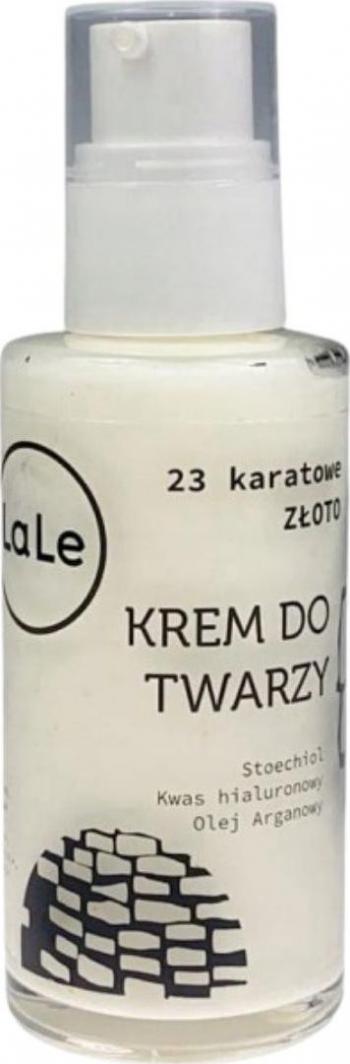 LaLe
23 karatowe
ZŁOTO
KREM DO
TWARZY
Stoechiol
Kwas hialuronowy
Olej Arganowy